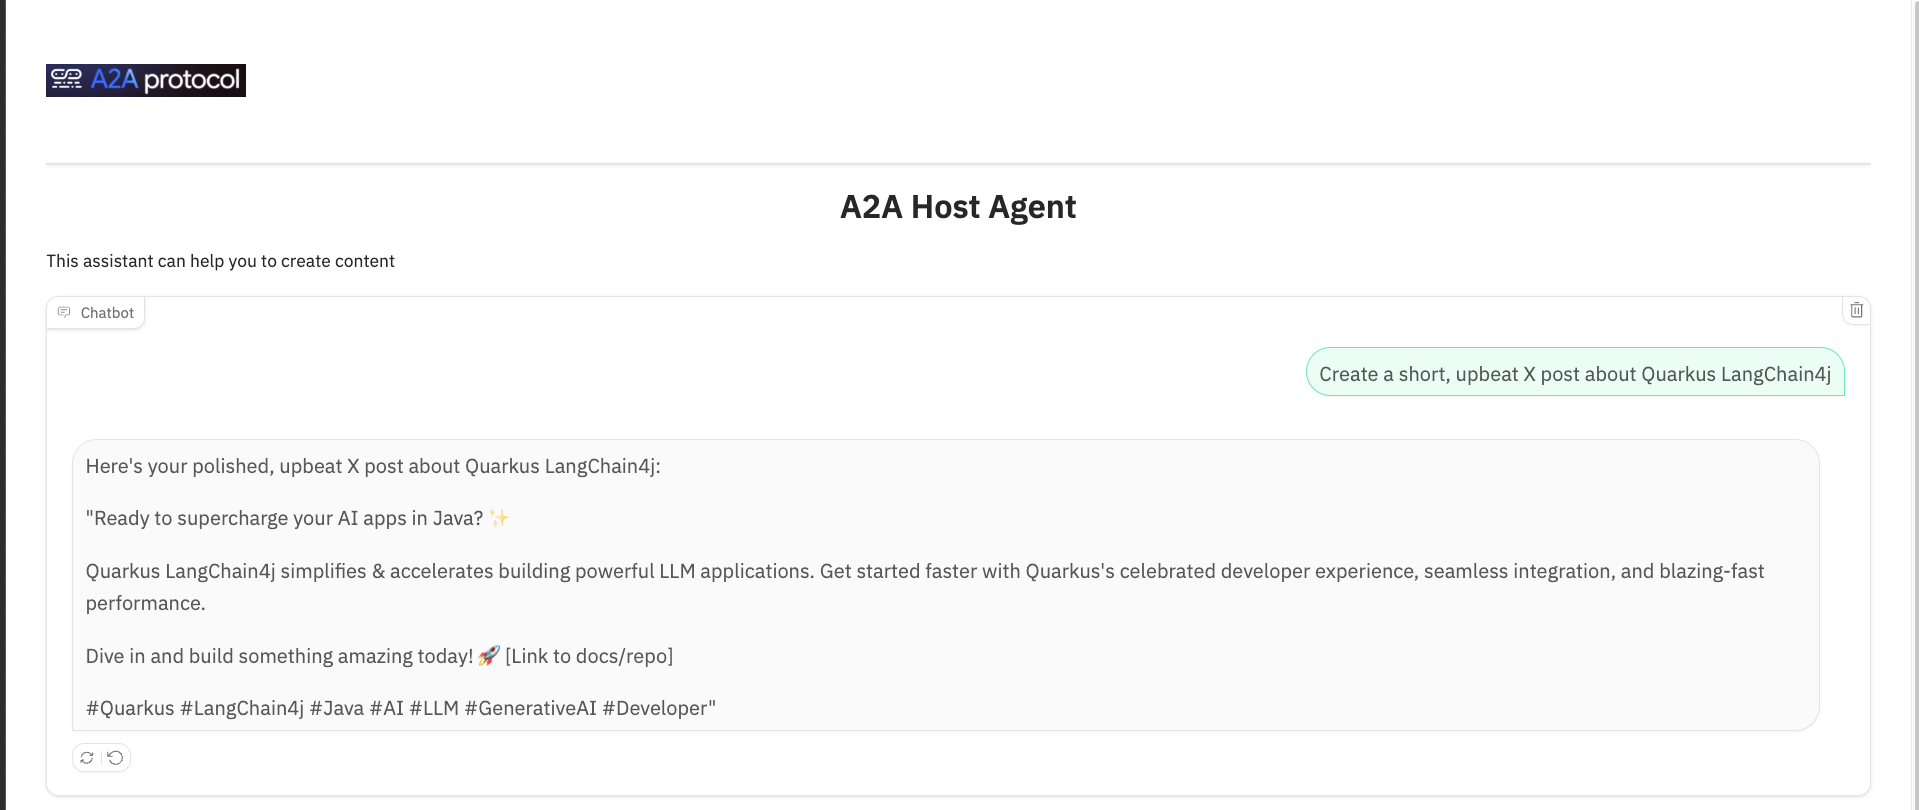 A2A protocol
A2A Host Agent
This assistant can help you to create content
Chatbot
Create a short, upbeat X post about Quarkus LangChain4j
Here's your polished, upbeat X post about Quarkus LangChain4j:
"Ready to supercharge your AI apps in Java? ✨
Quarkus LangChain4j simplifies & accelerates building powerful LLM applications. Get started faster with Quarkus's celebrated developer experience, seamless integration, and blazing-fast
performance.
Dive in and build something amazing today! 🚀 [Link to docs/repo]
#Quarkus #LangChain4j #Java #AI #LLM #GenerativeAI #Developer"